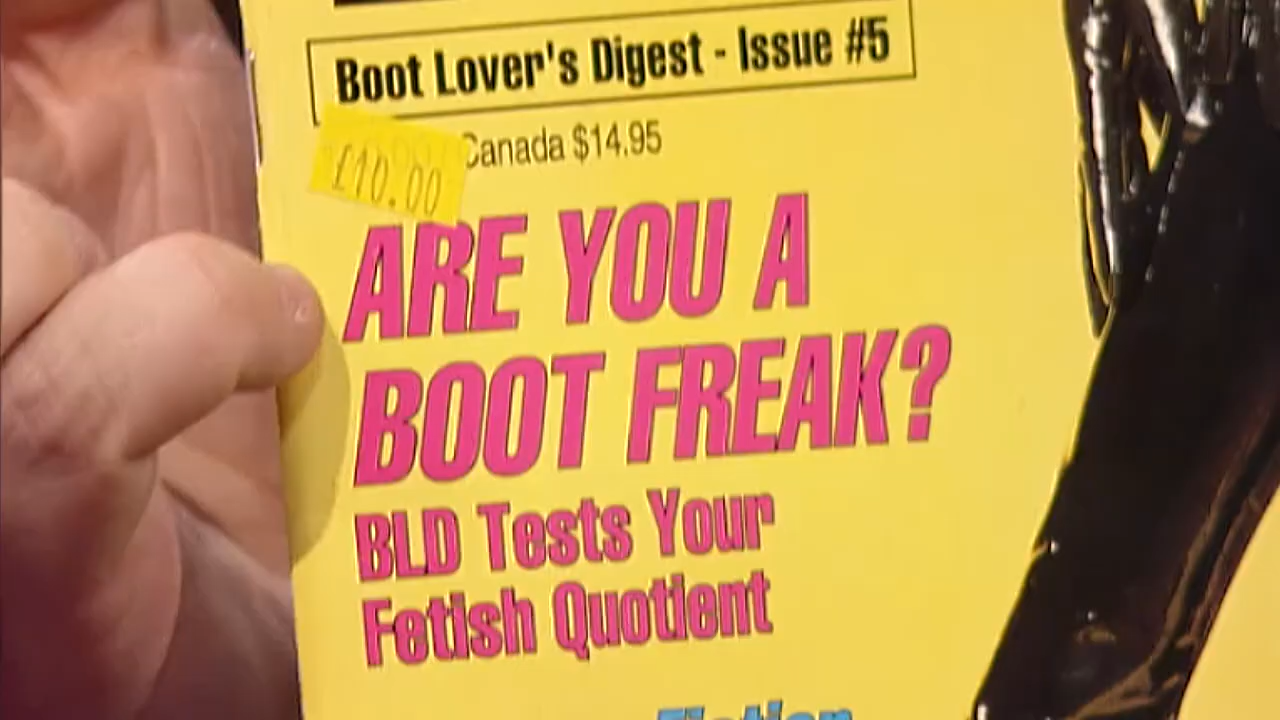 Boot Lover's Digest - Issue #5
Canada $14.95
£10.00
ARE YOU A
BOOT FREAK?
BLD Tests Your
Fetish Quotient
Fiction